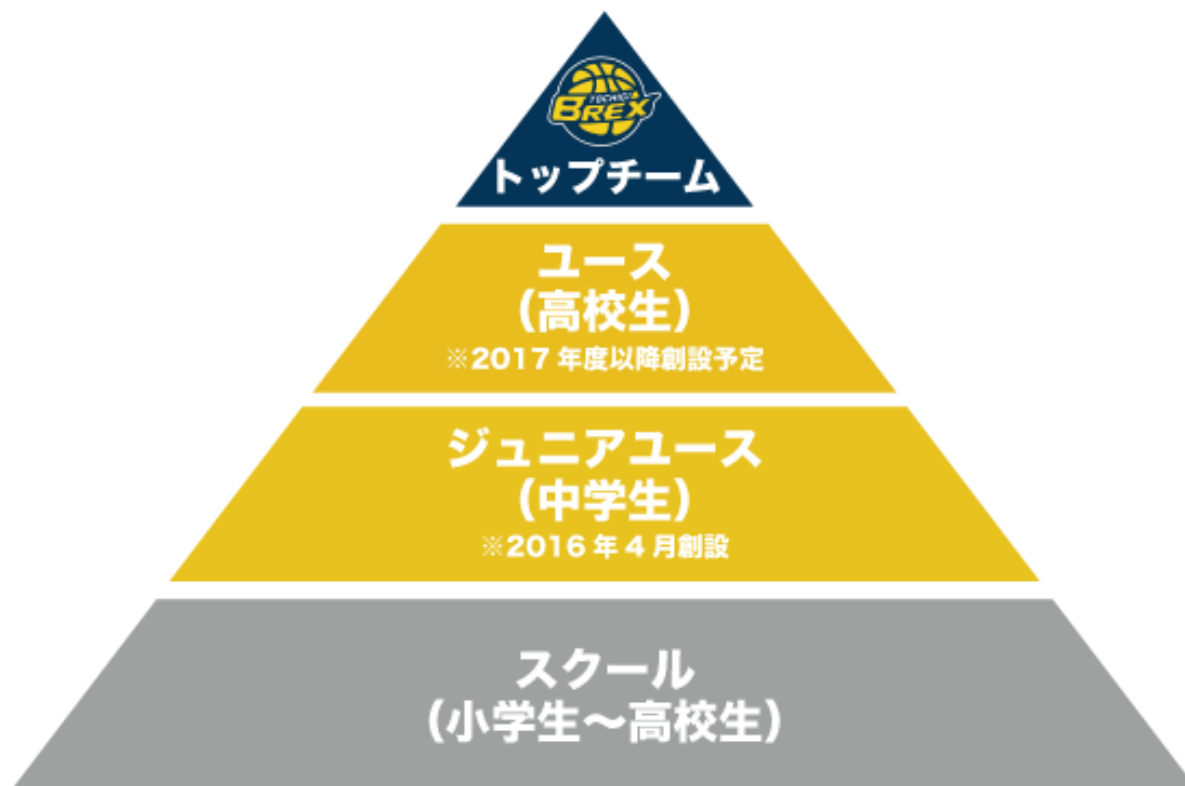 TOCHIGI
BREX
トップチーム
ユース
（高校生）
※2017年度以降創設予定
ジュニアユース
（中学生）
※2016年4月創設
スクール
（小学生～高校生）